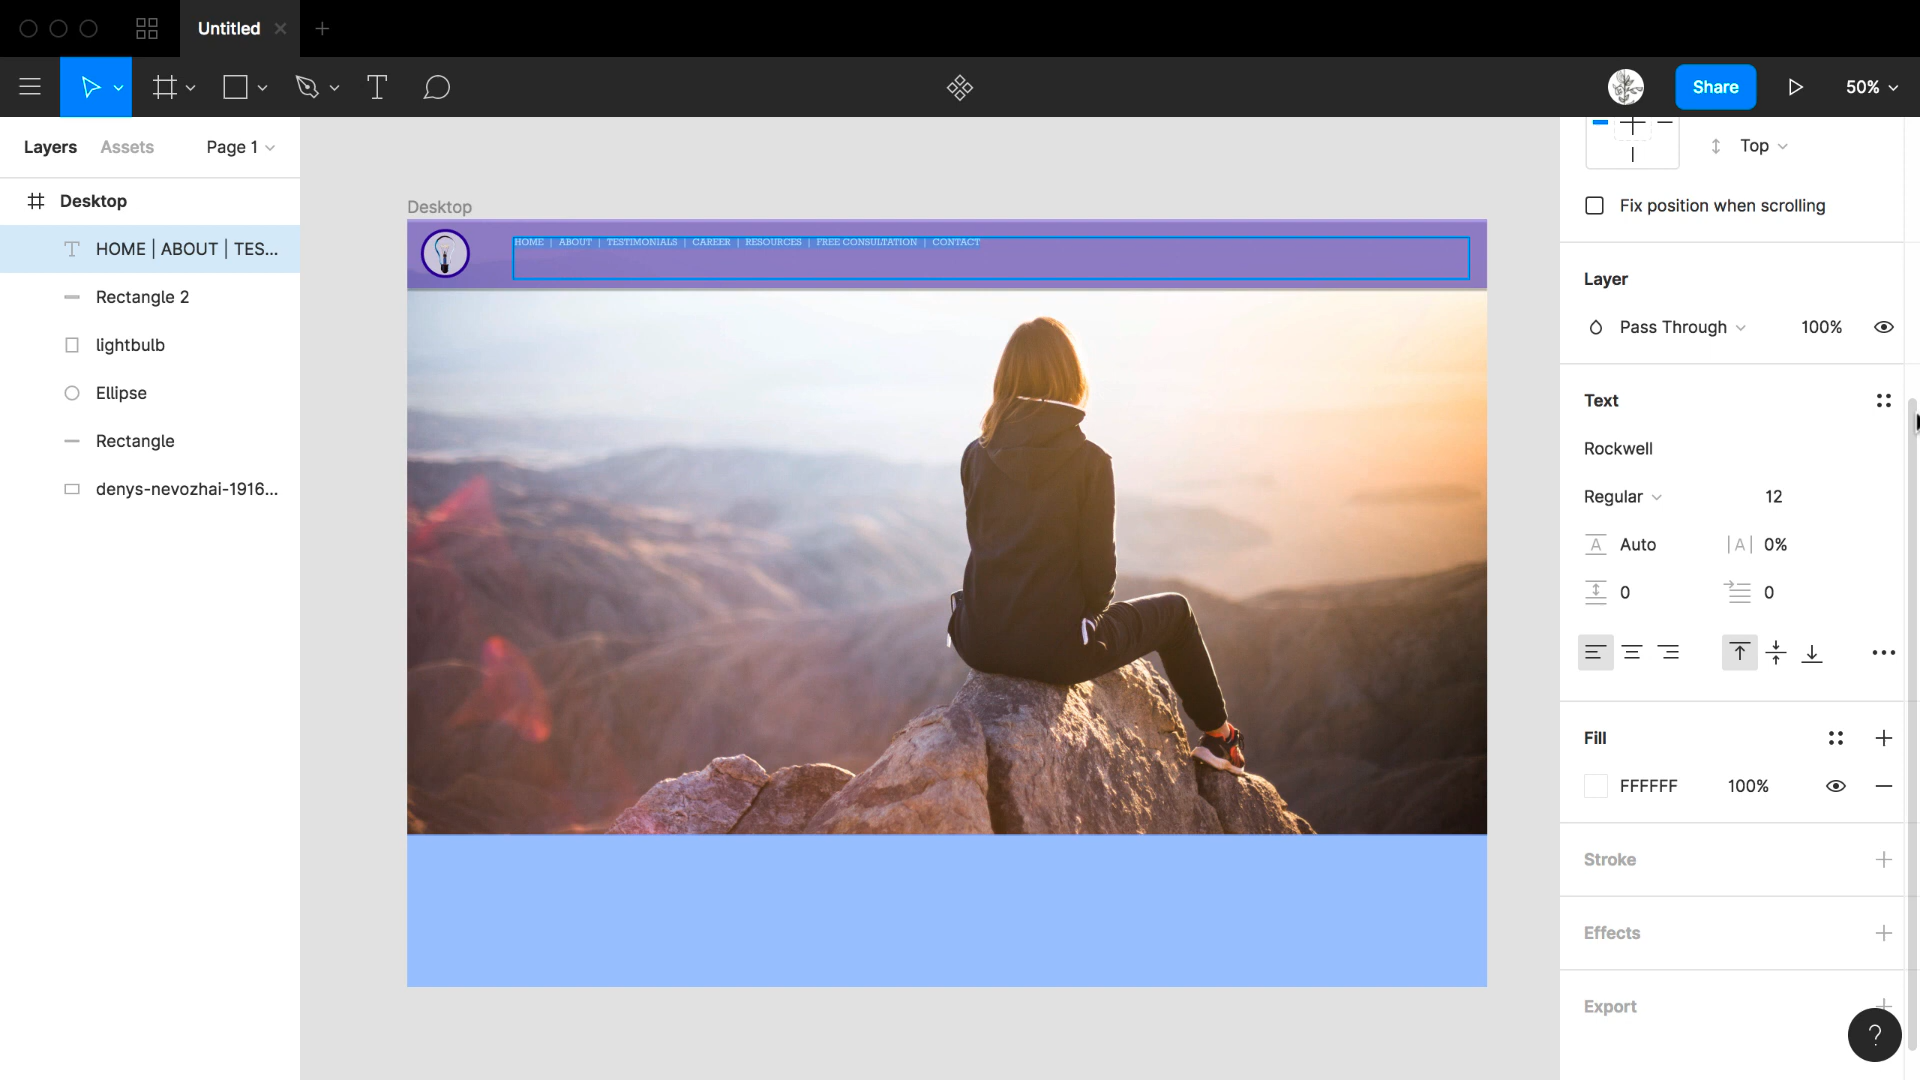 Untitled
Share
50%
Layers
Assets
Page 1
Desktop
HOME | ABOUT | TES...
Rectangle 2
lightbulb
Ellipse
Rectangle
denys-nevozhai-1916...
Desktop
HOME | ABOUT | TESTIMONIALS | CAREER | RESOURCES | FREE CONSULTATION | CONTACT
Top
Fix position when scrolling
Layer
Pass Through
100%
Text
Rockwell
Regular
12
A Auto
|A| 0%
0
0
Fill
FFFFFF
100%
Stroke
Effects
Export
?